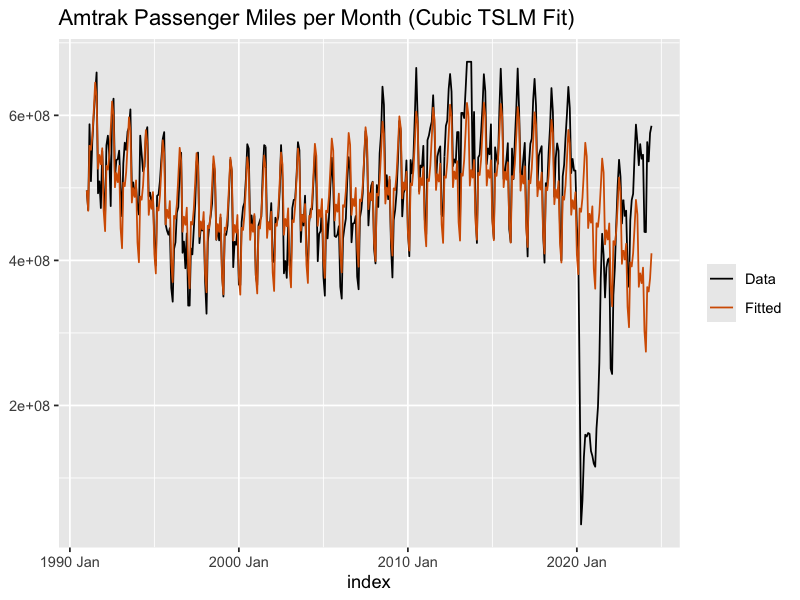 Amtrak Passenger Miles per Month (Cubic TSLM Fit)
6e+08
4e+08
2e+08
1990 Jan
2000 Jan
2010 Jan
2020 Jan
index
Data
Fitted